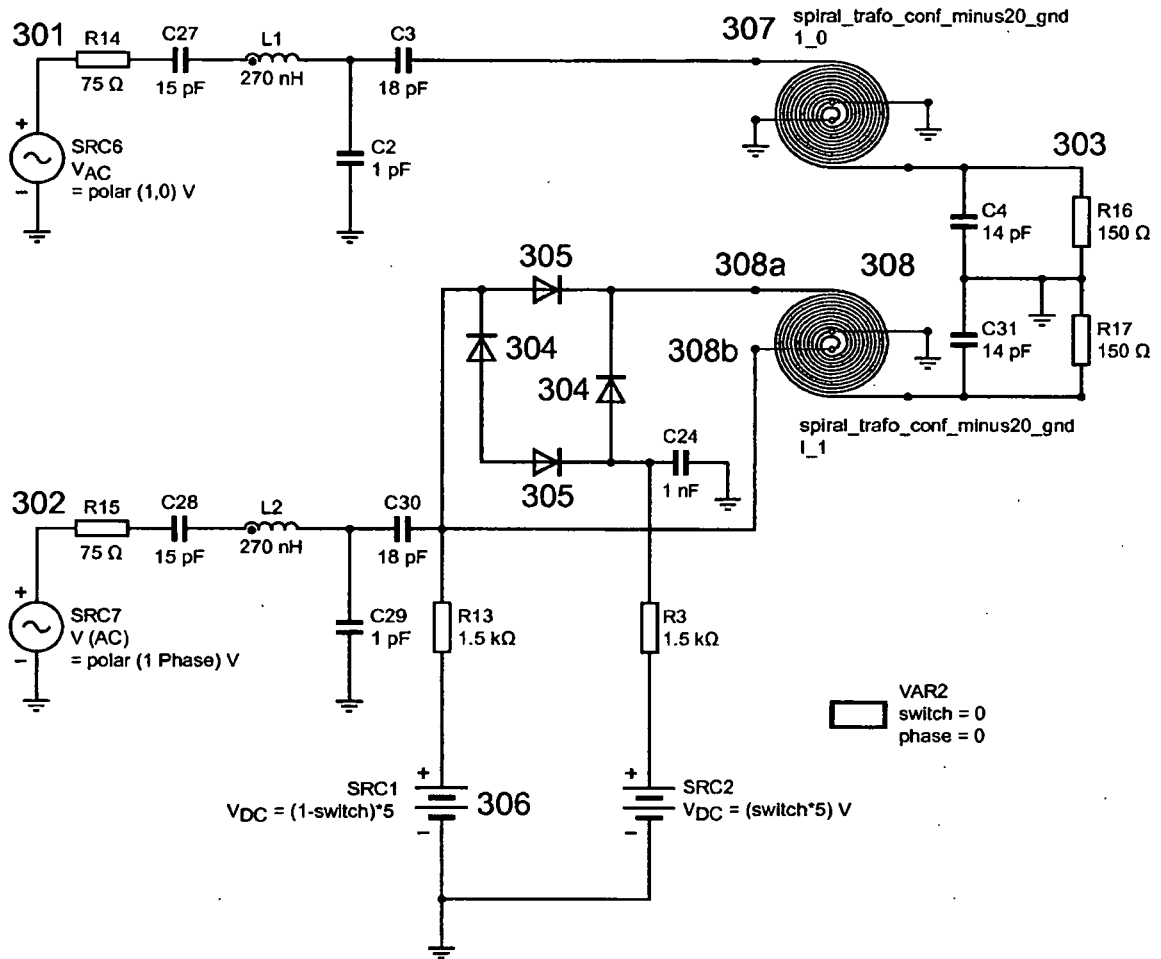 301
R14
75 Ω
C27
15 pF
L1
270 nH
C3
18 pF
307
spiral_trafo_conf_minus20_gnd
1_0
+
SRC6
VAC
= polar (1,0) V
–
C2
1 pF
303
C4
14 pF
R16
150 Ω
305
308a
308
304
308b
304
C31
14 pF
R17
150 Ω
305
C24
1 nF
spiral_trafo_conf_minus20_gnd
I_1
302
R15
75 Ω
C28
15 pF
L2
270 nH
C30
18 pF
+
SRC7
V (AC)
= polar (1 Phase) V
–
C29
1 pF
R13
1.5 kΩ
R3
1.5 kΩ
VAR2
switch = 0
phase = 0
SRC1
VDC = (1-switch)*5
+
–
306
+
–
SRC2
VDC = (switch*5) V